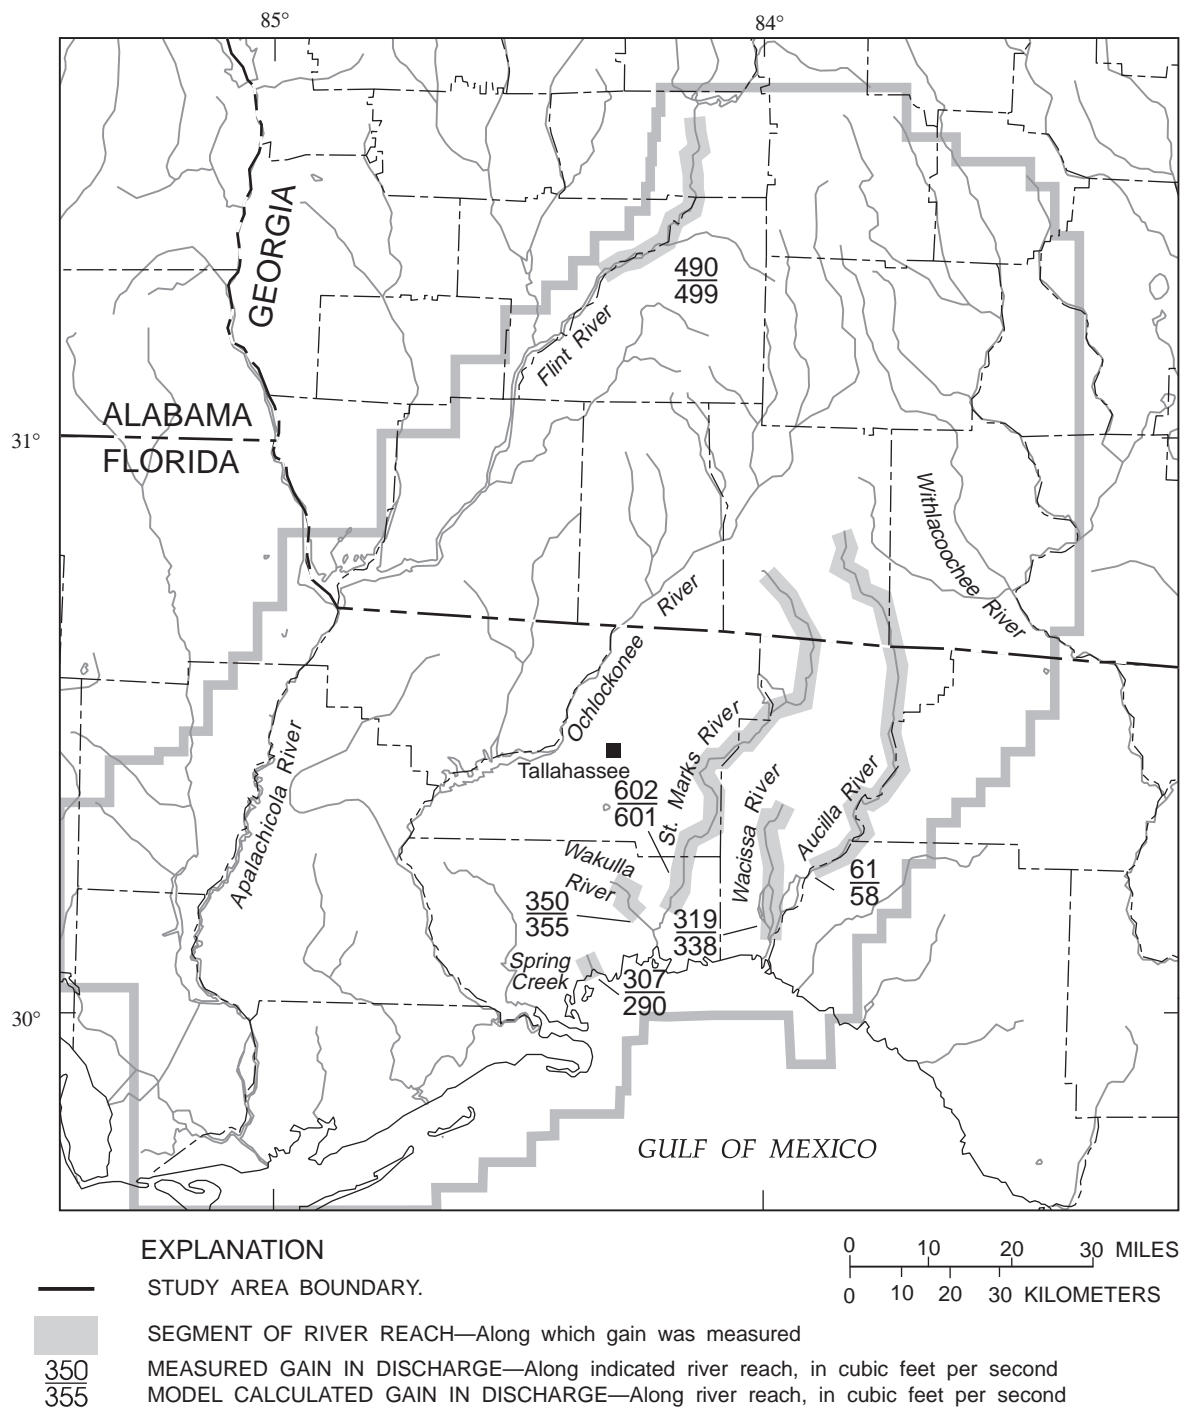 85°
84°
GEORGIA
490
499
Flint River
ALABAMA
31°
FLORIDA
Withlacoochee River
Ochlockonee River
Apalachicola River
St. Marks River
Tallahassee
602
601
Wacissa River
Aucilla River
Wakulla
River
61
58
350
355
319
338
Spring
Creek
307
290
30°
GULF OF MEXICO
EXPLANATION
0 10 20 30 MILES
STUDY AREA BOUNDARY.
0 10 20 30 KILOMETERS
SEGMENT OF RIVER REACH—Along which gain was measured
350 MEASURED GAIN IN DISCHARGE—Along indicated river reach, in cubic feet per second
355 MODEL CALCULATED GAIN IN DISCHARGE—Along river reach, in cubic feet per second